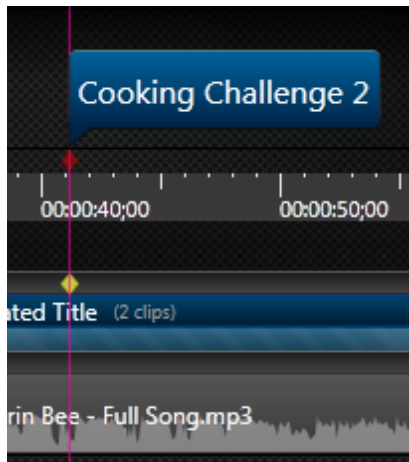 Cooking Challenge 2
00:00:40;00 00:00:50;00
ated Title (2 clips)
rin Bee - Full Song.mp3